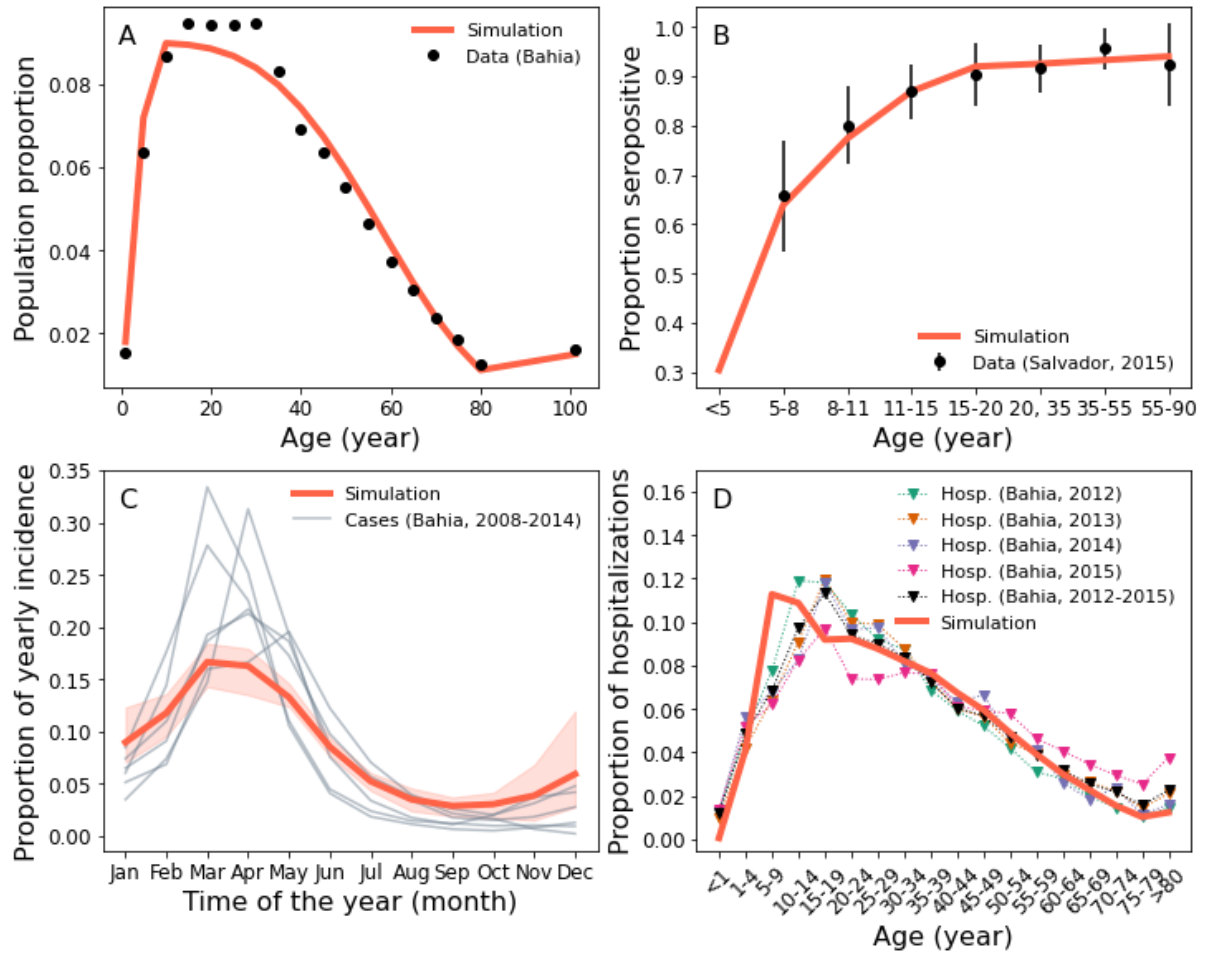 A
Simulation
Data (Bahia)
Population proportion
0.08
0.06
0.04
0.02
0 20 40 60 80 100
Age (year)
B
Proportion seropositive
1.0
0.9
0.8
0.7
0.6
0.5
0.4
0.3
Simulation
Data (Salvador, 2015)
<5 5-8 8-11 11-15 15-20 20, 35 35-55 55-90
Age (year)
C
Simulation
Cases (Bahia, 2008-2014)
Proportion of yearly incidence
0.35
0.30
0.25
0.20
0.15
0.10
0.05
0.00
Jan Feb Mar Apr May Jun Jul Aug Sep Oct Nov Dec
Time of the year (month)
D
Hosp. (Bahia, 2012)
Hosp. (Bahia, 2013)
Hosp. (Bahia, 2014)
Hosp. (Bahia, 2015)
Hosp. (Bahia, 2012-2015)
Simulation
Proportion of hospitalizations
0.16
0.14
0.12
0.10
0.08
0.06
0.04
0.02
0.00
<1 1-4 5-9 10-14 15-19 20-24 25-29 30-34 35-39 40-44 45-49 50-54 55-59 60-64 65-69 70-74 75-79 >80
Age (year)